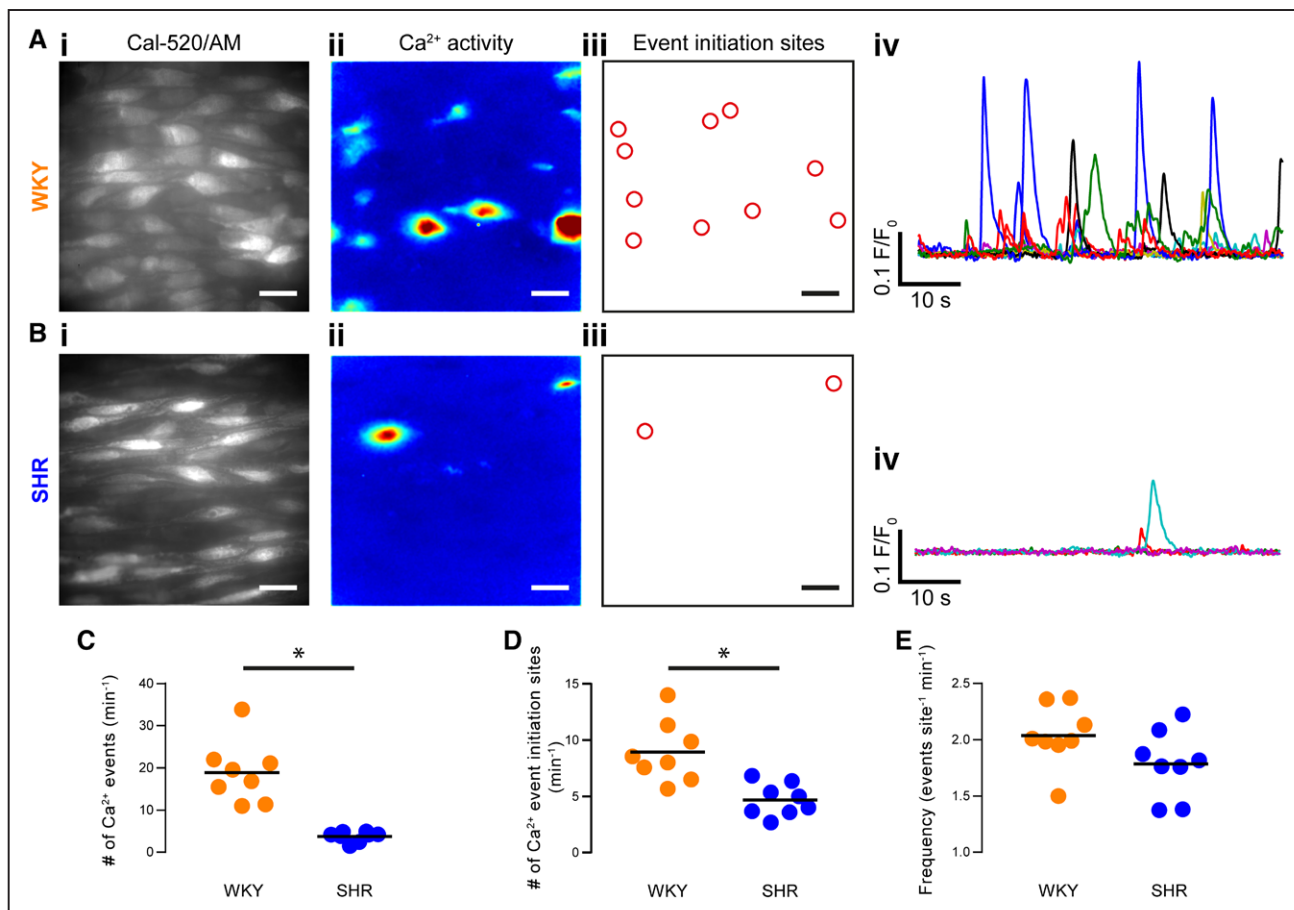 A i Cal-520/AM ii Ca²⁺ activity iii Event initiation sites iv
WKY
0.1 F/F₀
10 s
B i ii iii
SHR
iv
0.1 F/F₀
10 s
C
*
# of Ca²⁺ events (min⁻¹)
40
30
20
10
0
WKY SHR
D
*
# of Ca²⁺ event initiation sites
(min⁻¹)
15
10
5
0
WKY SHR
E
Frequency (events site⁻¹ min⁻¹)
2.5
2.0
1.5
1.0
WKY SHR